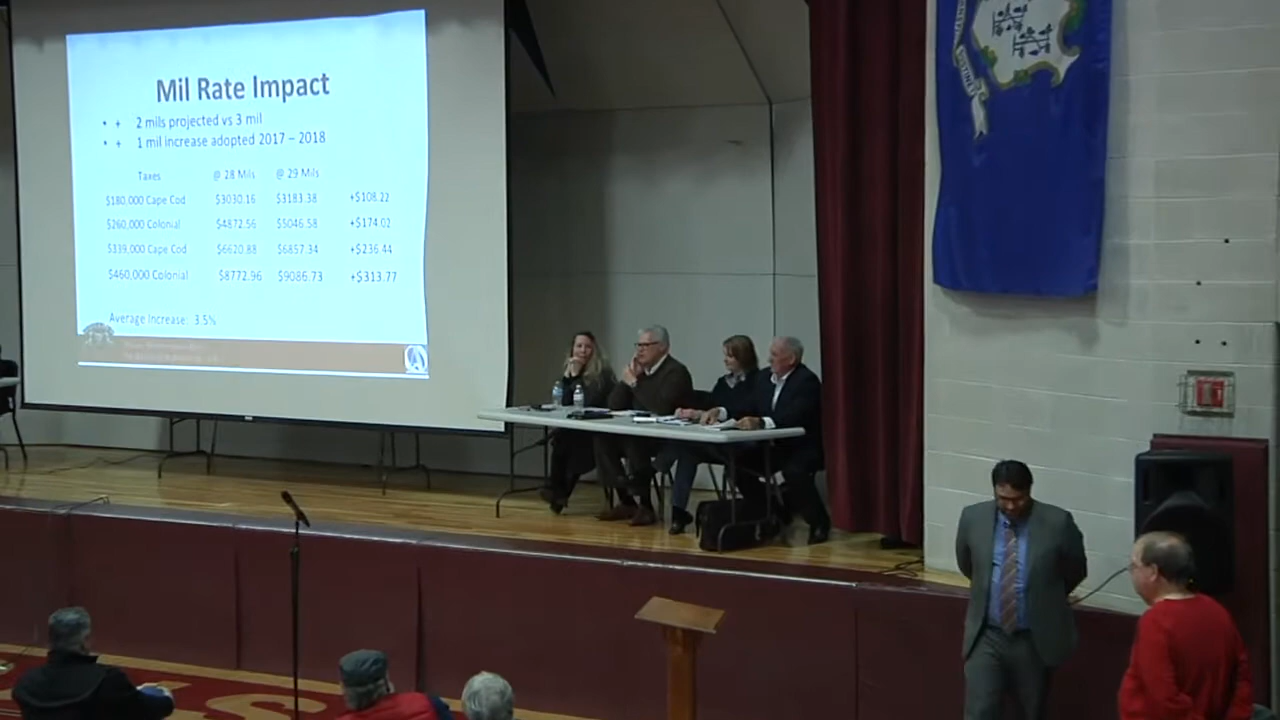 Mil Rate Impact
• + 2 mils projected vs 3 mil
• + 1 mil increase adopted 2017 – 2018
Taxes @ 28 Mils @ 29 Mils
$180,000 Cape Cod $3030.16 $3183.38 +$108.22
$260,000 Colonial $4872.56 $5046.58 +$174.02
$339,000 Cape Cod $6620.88 $6857.34 +$236.44
$460,000 Colonial $8772.96 $9086.73 +$313.77
Average Increase: 3.5%